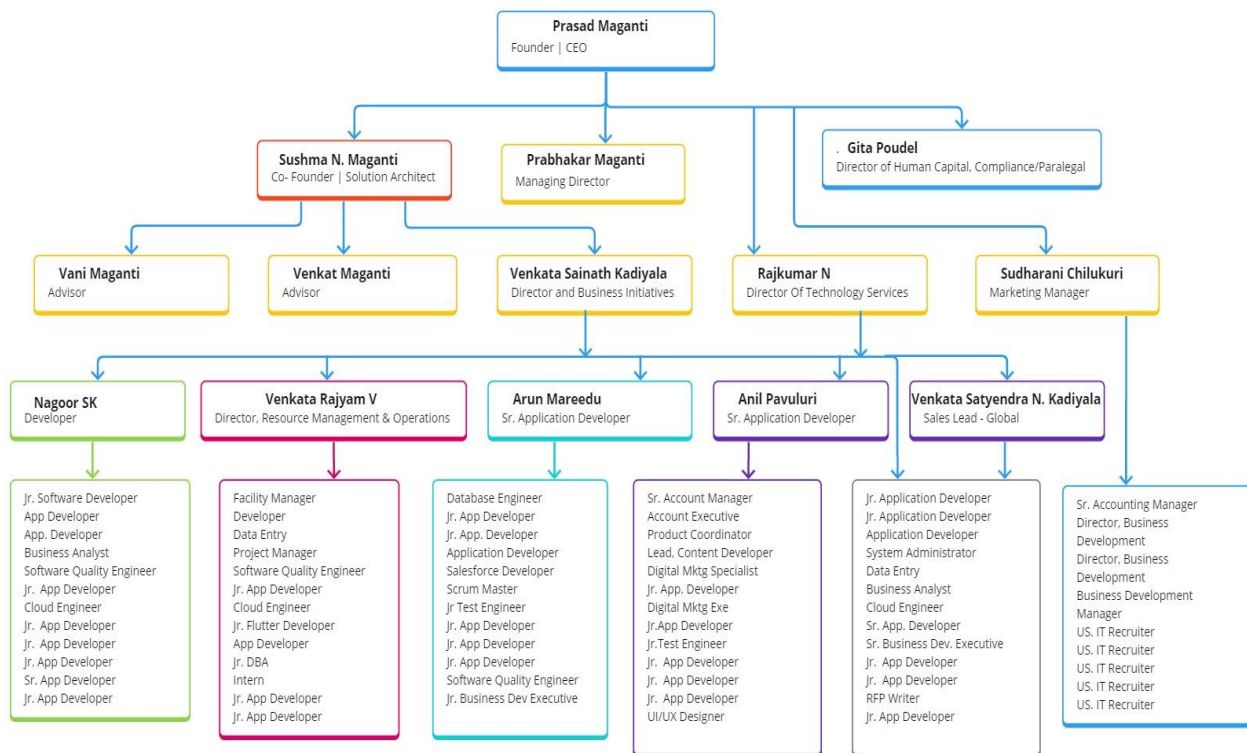 Prasad Maganti
Founder | CEO
Sushma N. Maganti
Co- Founder | Solution Architect
Prabhakar Maganti
Managing Director
. Gita Poudel
Director of Human Capital, Compliance/Paralegal
Vani Maganti
Advisor
Venkat Maganti
Advisor
Venkata Sainath Kadiyala
Director and Business Initiatives
Rajkumar N
Director Of Technology Services
Sudharani Chilukuri
Marketing Manager
Nagoor SK
Developer
Venkata Rajyam V
Director, Resource Management & Operations
Arun Mareedu
Sr. Application Developer
Anil Pavuluri
Sr. Application Developer
Venkata Satyendra N. Kadiyala
Sales Lead - Global
Jr. Software Developer
App Developer
App. Developer
Business Analyst
Software Quality Engineer
Jr. App Developer
Cloud Engineer
Jr. App Developer
Jr. App Developer
Jr. App Developer
Sr. App Developer
Jr. App Developer
Facility Manager
Developer
Data Entry
Project Manager
Software Quality Engineer
Jr. App Developer
Cloud Engineer
Jr. Flutter Developer
App Developer
Jr. DBA
Intern
Jr. App Developer
Jr. App Developer
Database Engineer
Jr. App Developer
Jr. App. Developer
Application Developer
Salesforce Developer
Scrum Master
Jr Test Engineer
Jr. App Developer
Jr. App Developer
Jr. App Developer
Software Quality Engineer
Jr. Business Dev Executive
Sr. Account Manager
Account Executive
Product Coordinator
Lead, Content Developer
Digital Mktg Specialist
Jr. App. Developer
Digital Mktg Exe
Jr.App Developer
Jr.Test Engineer
Jr. App Developer
Jr. App Developer
Jr. App Developer
UI/UX Designer
Jr. Application Developer
Jr. Application Developer
Application Developer
System Administrator
Data Entry
Business Analyst
Cloud Engineer
Sr. App. Developer
Sr. Business Dev. Executive
Jr. App Developer
Jr. App Developer
RFP Writer
Jr. App Developer
Sr. Accounting Manager
Director, Business
Development
Director, Business
Development
Business Development
Manager
US. IT Recruiter
US. IT Recruiter
US. IT Recruiter
US. IT Recruiter
US. IT Recruiter